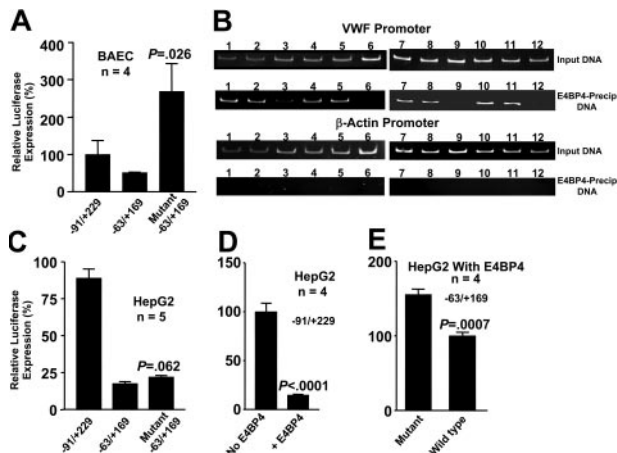 A
BAEC
n = 4
P=.026
Relative Luciferase
Expression (%)
400
300
200
100
0
-91/+229
-63/+169
Mutant
-63/+169
B
VWF Promoter
1 2 3 4 5 6 7 8 9 10 11 12
Input DNA
1 2 3 4 5 6 7 8 9 10 11 12
E4BP4-Precip
DNA
β-Actin Promoter
1 2 3 4 5 6 7 8 9 10 11 12
Input DNA
1 2 3 4 5 6 7 8 9 10 11 12
E4BP4-Precip
DNA
C
HepG2
n = 5
P=.062
Relative Luciferase
Expression (%)
100
75
50
25
0
-91/+229
-63/+169
Mutant
-63/+169
D
HepG2
n = 4
-91/+229
P<.0001
150
100
50
0
No E4BP4
+ E4BP4
E
HepG2 With E4BP4
n = 4
-63/+169
P=.0007
200
150
100
50
0
Mutant
Wild type